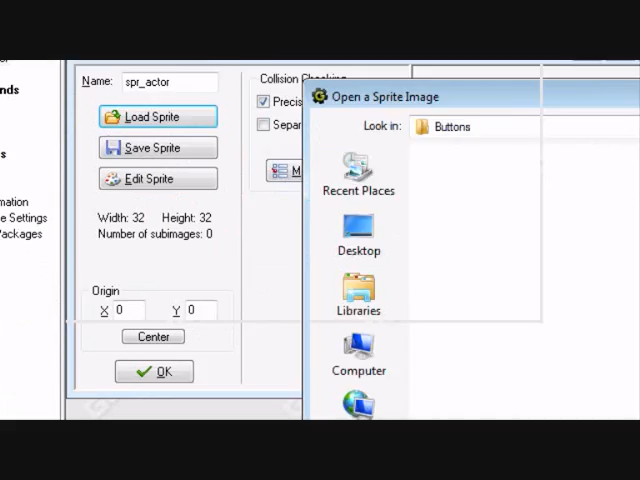 nds
s
mation
e Settings
Packages
Name: spr_actor
Load Sprite
Save Sprite
Edit Sprite
Width: 32 Height: 32
Number of subimages: 0
Origin
X 0 Y 0
Center
OK
Collision Checking
Precis
Separ
M
Open a Sprite Image
Look in: Buttons
Recent Places
Desktop
Libraries
Computer